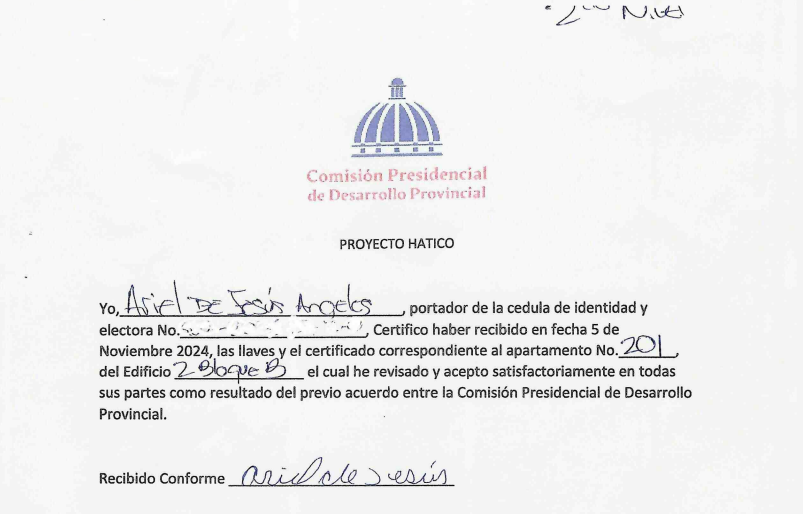 Comisión Presidencial
de Desarrollo Provincial
PROYECTO HATICO
Yo, Ariel De Jesús Angeles, portador de la cedula de identidad y
electora No. , Certifico haber recibido en fecha 5 de
Noviembre 2024, las llaves y el certificado correspondiente al apartamento No. 201,
del Edificio 2 Bloque B el cual he revisado y acepto satisfactoriamente en todas
sus partes como resultado del previo acuerdo entre la Comisión Presidencial de Desarrollo
Provincial.
Recibido Conforme Ariel de Jesús